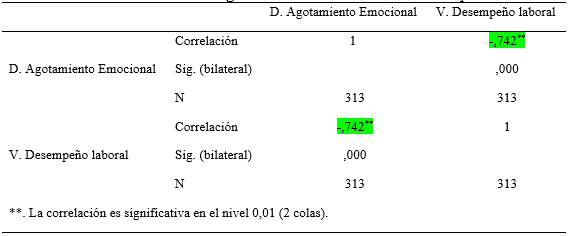 D. Agotamiento Emocional V. Desempeño laboral
Correlación 1 -,742**
D. Agotamiento Emocional Sig. (bilateral) ,000
N 313 313
Correlación -,742** 1
V. Desempeño laboral Sig. (bilateral) ,000
N 313 313
**. La correlación es significativa en el nivel 0,01 (2 colas).